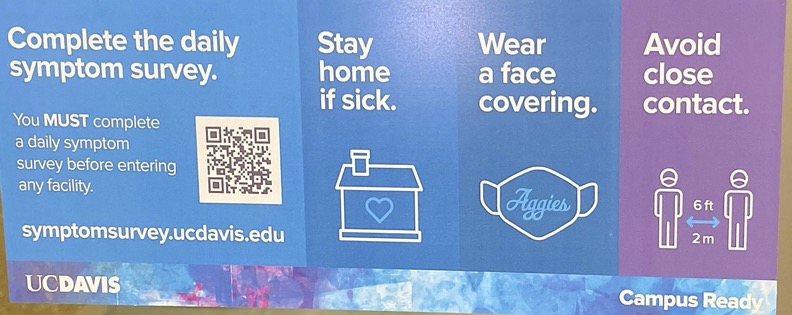 Complete the daily
symptom survey.
You MUST complete
a daily symptom
survey before entering
any facility.
symptomsurvey.ucdavis.edu
Stay
home
if sick.
Wear
a face
covering.
Aggies
Avoid
close
contact.
6 ft
2 m
UCDAVIS
Campus Ready